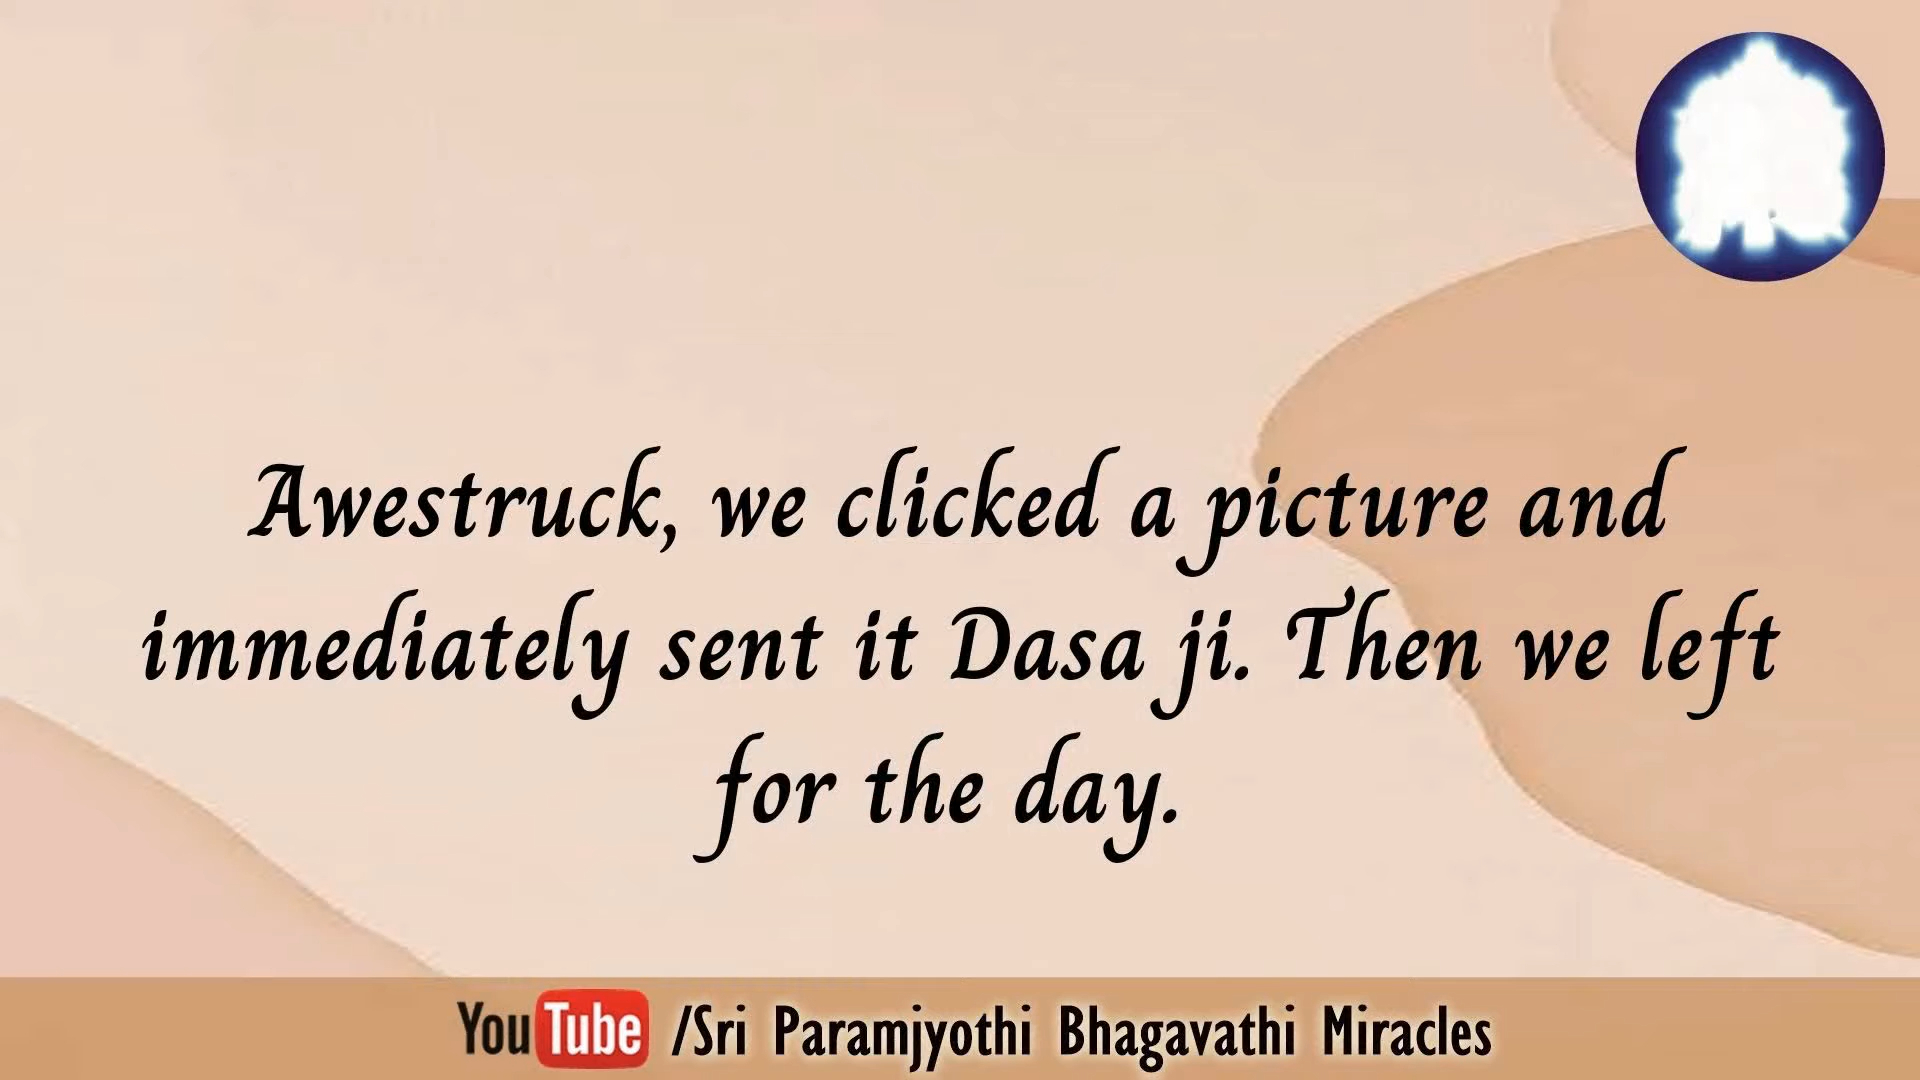 Awestruck, we clicked a picture and
immediately sent it Dasa ji. Then we left
for the day.
YouTube /Sri Paramjyothi Bhagavathi Miracles